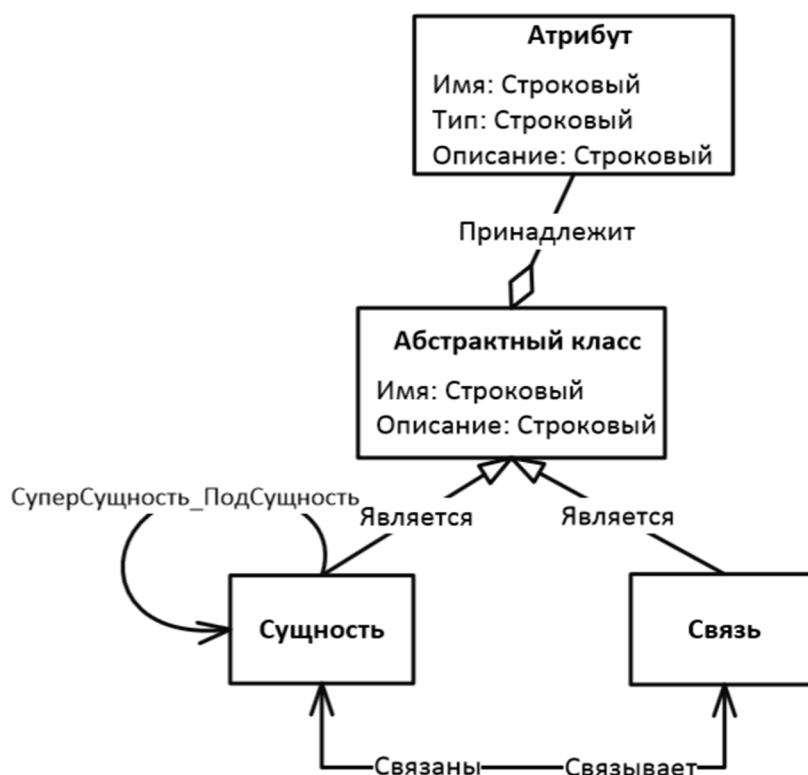 Атрибут
Имя: Строковый
Тип: Строковый
Описание: Строковый
Принадлежит
Абстрактный класс
Имя: Строковый
Описание: Строковый
СуперСущность_ПодСущность
Является
Является
Сущность
Связь
Связаны
Связывает